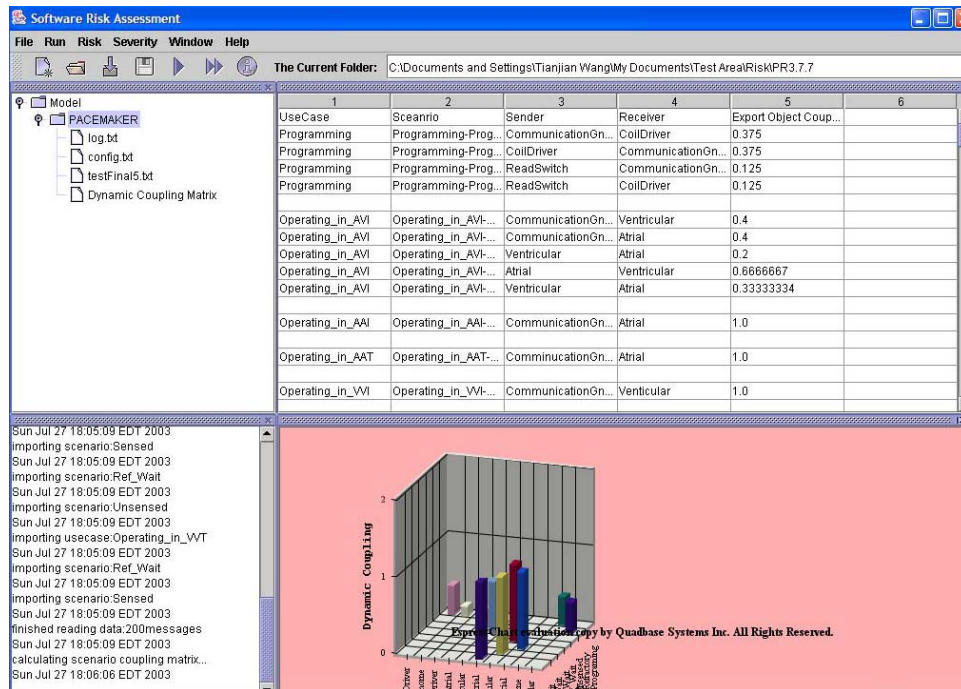 Software Risk Assessment
File Run Risk Severity Window Help
The Current Folder: C:\Documents and Settings\Tianjian Wang\My Documents\Test Area\Risk\PR3.7.7
Model
PACEMAKER
log.txt
config.txt
testFinal5.txt
Dynamic Coupling Matrix
1 2 3 4 5 6
UseCase Sceanrio Sender Receiver Export Object Coup...
Programming Programming-Prog... CommunicationGn... CoilDriver 0.375
Programming Programming-Prog... CoilDriver CommunicationGn... 0.375
Programming Programming-Prog... ReadSwitch CommunicationGn... 0.125
Programming Programming-Prog... ReadSwitch CoilDriver 0.125
Operating_in_AVI Operating_in_AVI-... CommunicationGn... Ventricular 0.4
Operating_in_AVI Operating_in_AVI-... CommunicationGn... Atrial 0.4
Operating_in_AVI Operating_in_AVI-... Ventricular Atrial 0.2
Operating_in_AVI Operating_in_AVI-... Atrial Ventricular 0.6666667
Operating_in_AVI Operating_in_AVI-... Ventricular Atrial 0.33333334
Operating_in_AAI Operating_in_AAI-... CommunicationGn... Atrial 1.0
Operating_in_AAT Operating_in_AAT-... ComminucationGn... Atrial 1.0
Operating_in_VVI Operating_in_VVI-... CommunicationGn... Venticular 1.0
Sun Jul 27 18:05:09 EDT 2003
importing scenario:Sensed
Sun Jul 27 18:05:09 EDT 2003
importing scenario:Ref_Wait
Sun Jul 27 18:05:09 EDT 2003
importing scenario:Unsensed
Sun Jul 27 18:05:09 EDT 2003
importing usecase:Operating_in_VVT
Sun Jul 27 18:05:09 EDT 2003
importing scenario:Ref_Wait
Sun Jul 27 18:05:09 EDT 2003
importing scenario:Sensed
Sun Jul 27 18:05:09 EDT 2003
finished reading data:200messages
Sun Jul 27 18:05:09 EDT 2003
calculating scenario coupling matrix...
Sun Jul 27 18:06:06 EDT 2003
Dynamic Coupling
2
1
0
Chart evaluation copy by Quadbase Systems Inc. All Rights Reserved.
Programing